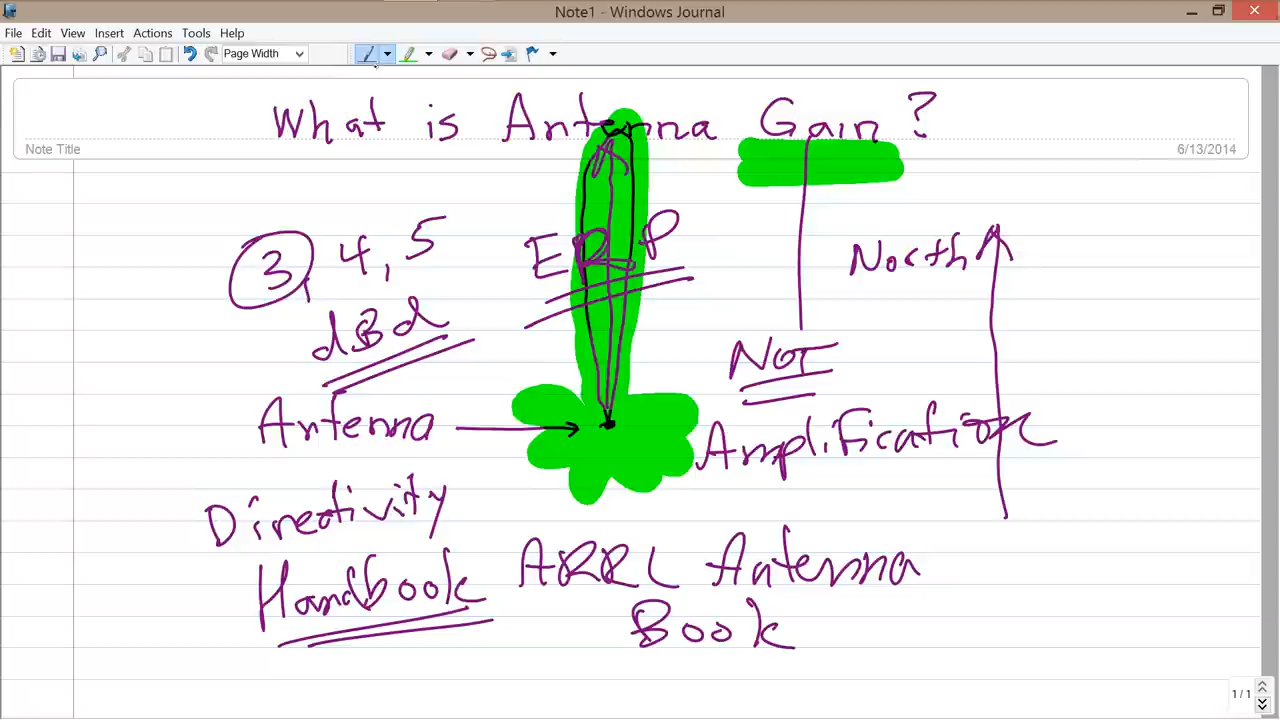 Note1 - Windows Journal
File Edit View Insert Actions Tools Help
Page Width
What is Antenna Gain?
Note Title
6/13/2014
3, 4, 5
ERP
North
dBd
NOT
Antenna
Amplification
Directivity
Handbook
ARRL Antenna
Book
1 / 1